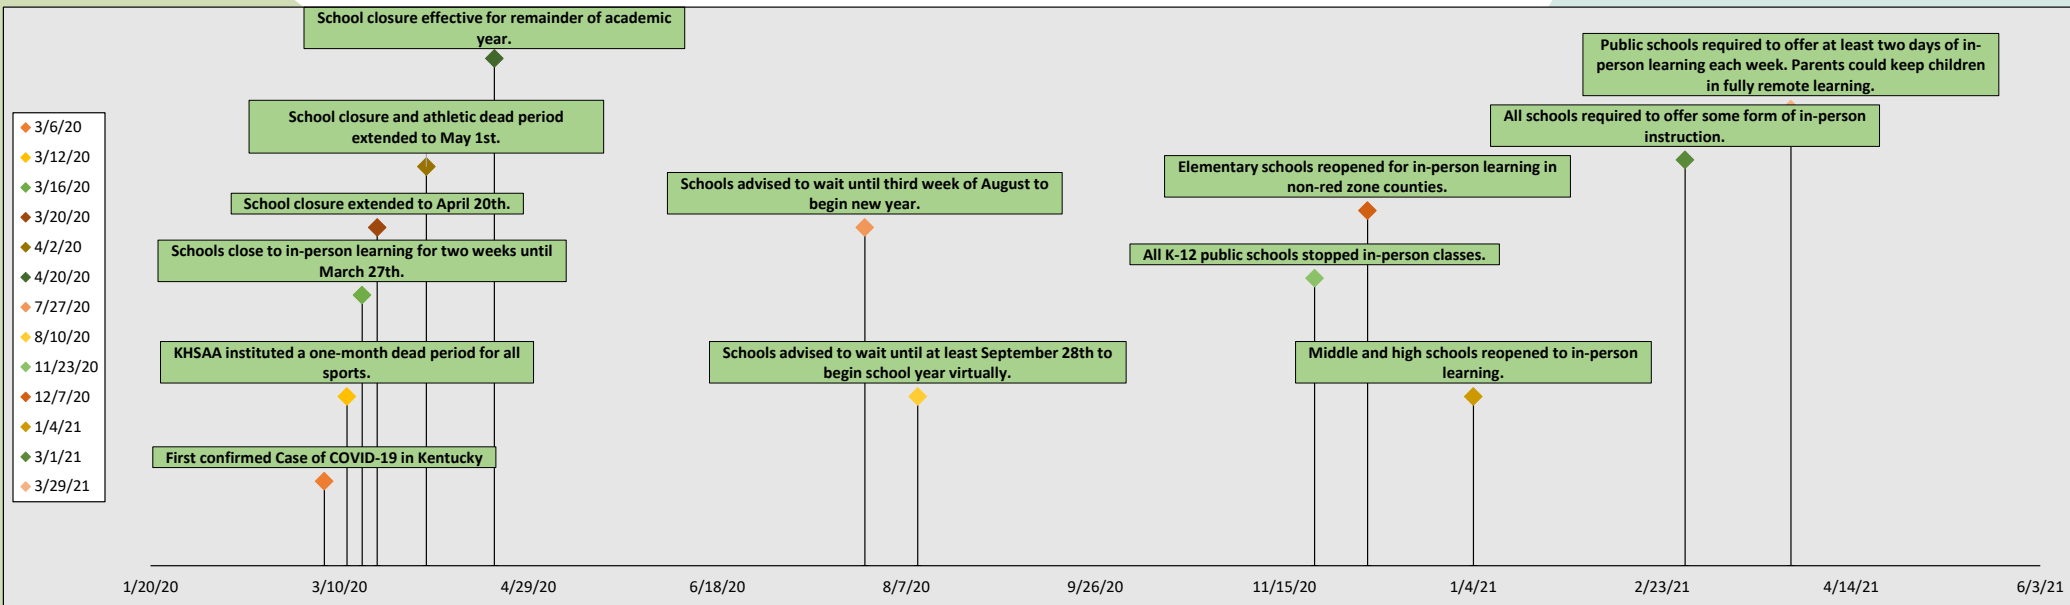 School closure effective for remainder of academic
year.
Public schools required to offer at least two days of in-
person learning each week. Parents could keep children
in fully remote learning.
School closure and athletic dead period
extended to May 1st.
All schools required to offer some form of in-person
instruction.
Elementary schools reopened for in-person learning in
non-red zone counties.
Schools advised to wait until third week of August to
begin new year.
School closure extended to April 20th.
Schools close to in-person learning for two weeks until
March 27th.
All K-12 public schools stopped in-person classes.
KHSAA instituted a one-month dead period for all
sports.
Schools advised to wait until at least September 28th to
begin school year virtually.
Middle and high schools reopened to in-person
learning.
First confirmed Case of COVID-19 in Kentucky
3/6/20
3/12/20
3/16/20
3/20/20
4/2/20
4/20/20
7/27/20
8/10/20
11/23/20
12/7/20
1/4/21
3/1/21
3/29/21
1/20/20
3/10/20
4/29/20
6/18/20
8/7/20
9/26/20
11/15/20
1/4/21
2/23/21
4/14/21
6/3/21